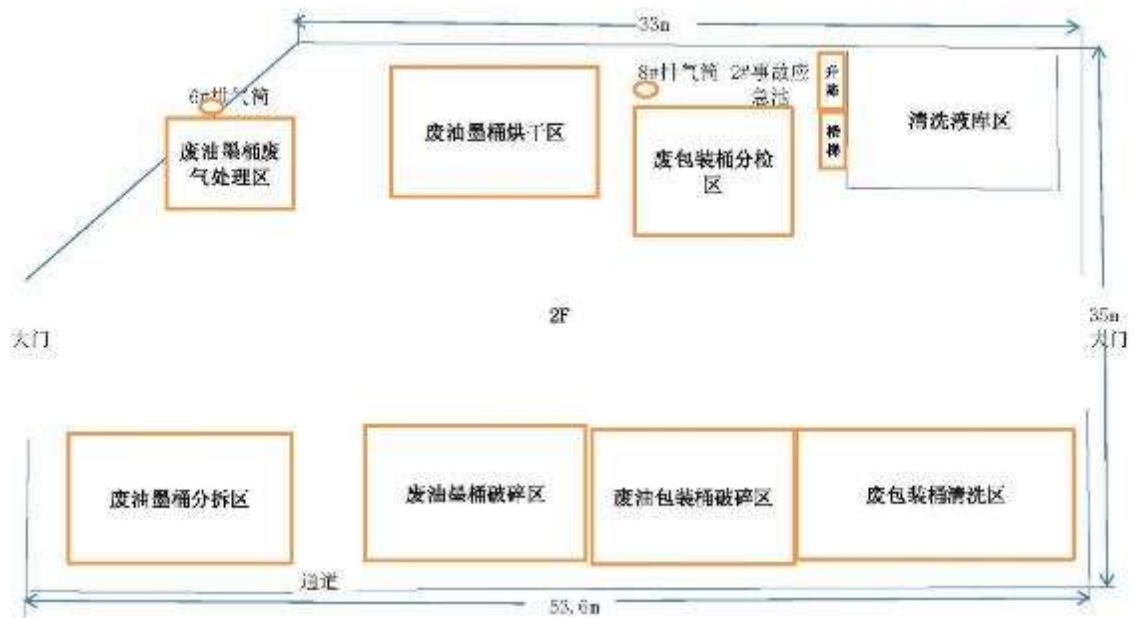 33m
6#排气筒
8#排气筒 2#事故应
急池
升
降
楼
梯
清洗液库区
废油墨桶废
气处理区
废油墨桶烘干区
废包装桶分检
区
2F
大门
35m
大门
废油墨桶分拆区
废油墨桶破碎区
废油包装桶破碎区
废包装桶清洗区
通道
53.6m